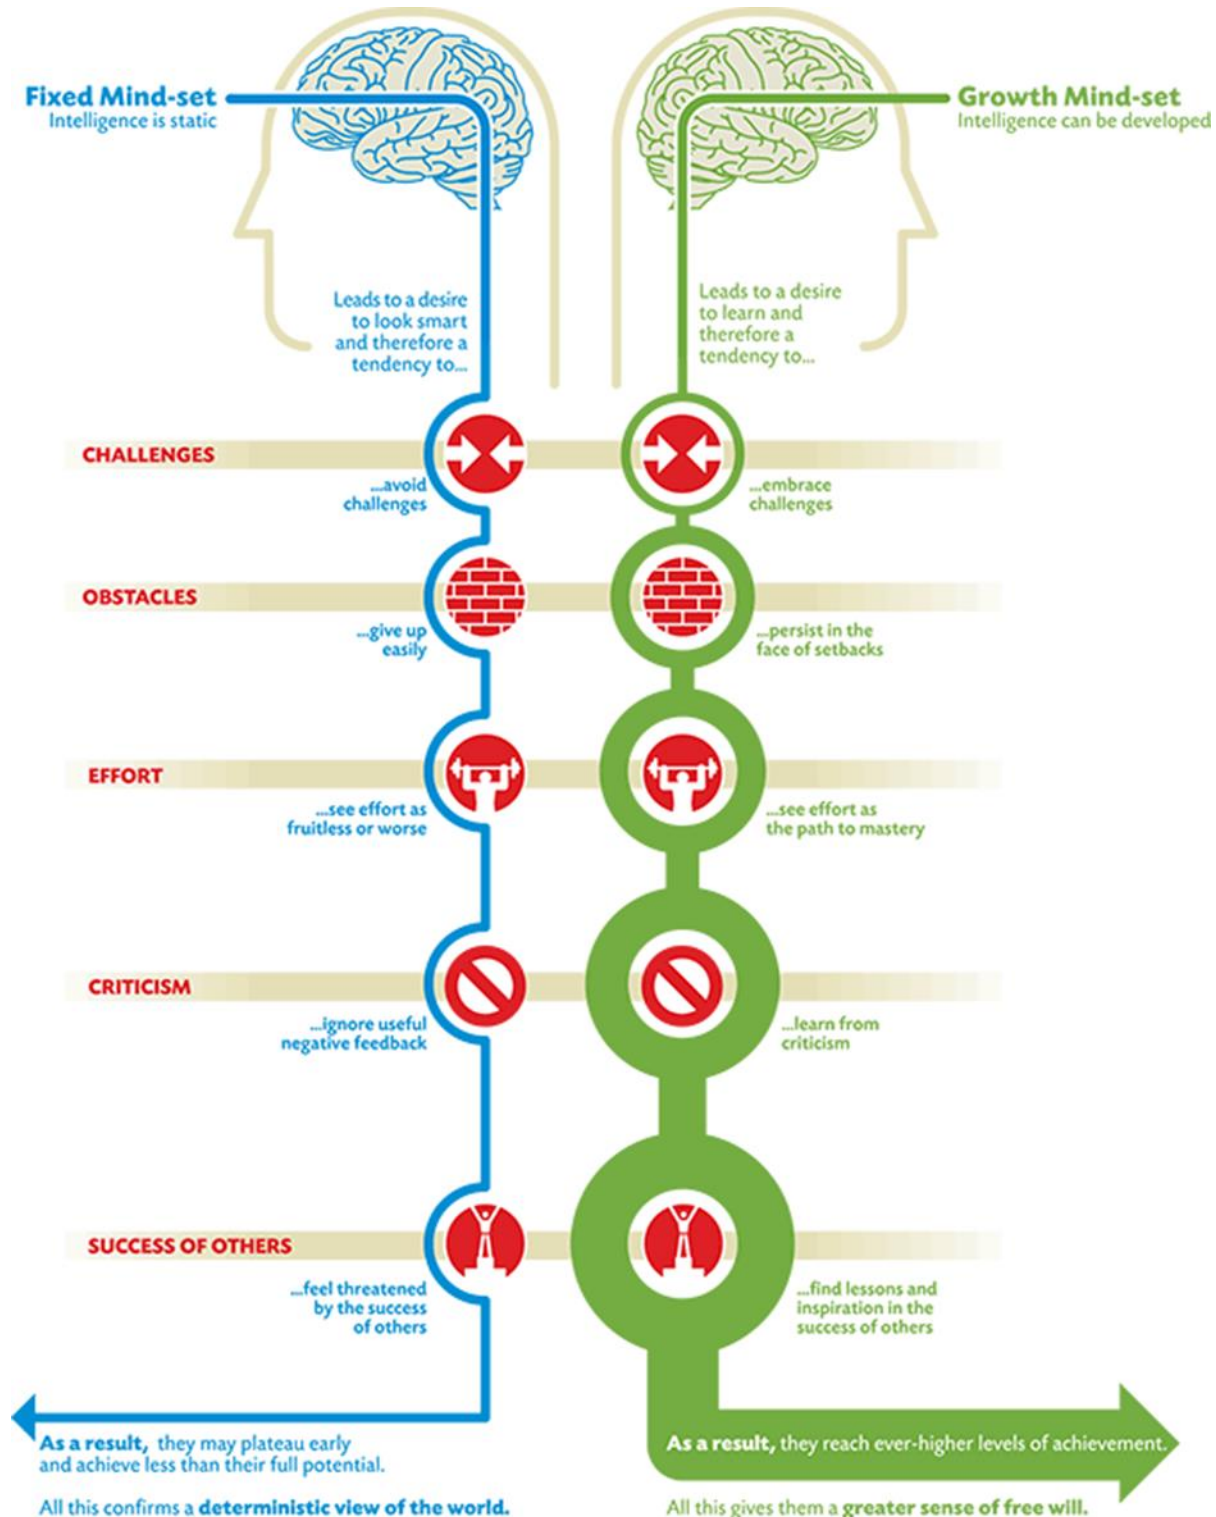 Fixed Mind-set
Intelligence is static
Growth Mind-set
Intelligence can be developed
Leads to a desire
to look smart
and therefore a
tendency to...
Leads to a desire
to learn and
therefore a
tendency to...
CHALLENGES
...avoid
challenges
...embrace
challenges
OBSTACLES
...give up
easily
...persist in the
face of setbacks
EFFORT
...see effort as
fruitless or worse
...see effort as
the path to mastery
CRITICISM
...ignore useful
negative feedback
...learn from
criticism
SUCCESS OF OTHERS
...feel threatened
by the success
of others
...find lessons and
inspiration in the
success of others
As a result, they may plateau early
and achieve less than their full potential.
All this confirms a deterministic view of the world.
As a result, they reach ever-higher levels of achievement.
All this gives them a greater sense of free will.